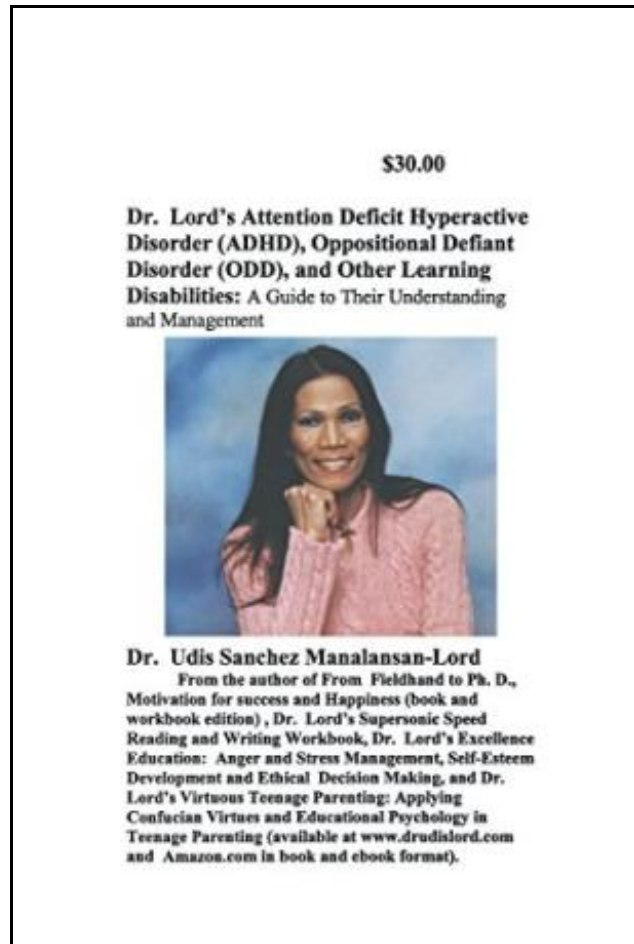 $30.00
Dr. Lord's Attention Deficit Hyperactive
Disorder (ADHD), Oppositional Defiant
Disorder (ODD), and Other Learning
Disabilities: A Guide to Their Understanding
and Management
Dr. Udis Sanchez Manalansan-Lord
From the author of From Fieldhand to Ph. D.,
Motivation for success and Happiness (book and
workbook edition) , Dr. Lord's Supersonic Speed
Reading and Writing Workbook, Dr. Lord's Excellence
Education: Anger and Stress Management, Self-Esteem
Development and Ethical Decision Making, and Dr.
Lord's Virtuous Teenage Parenting: Applying
Confucian Virtues and Educational Psychology in
Teenage Parenting (available at www.drudislord.com
and Amazon.com in book and ebook format).